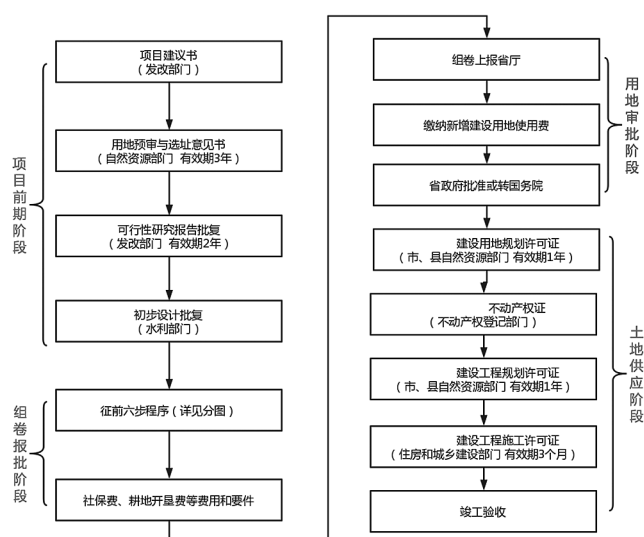 项目前期阶段
项目建议书
（发改部门）
用地预审与选址意见书
（自然资源部门 有效期3年）
可行性研究报告批复
（发改部门 有效期2年）
初步设计批复
（水利部门）
组卷报批阶段
征前六步程序（详见分图）
社保费、耕地开垦费等费用和要件
组卷上报省厅
缴纳新增建设用地使用费
省政府批准或转国务院
用地审批阶段
建设用地规划许可证
（市、县自然资源部门 有效期1年）
不动产权证
（不动产权登记部门）
建设工程规划许可证
（市、县自然资源部门 有效期1年）
建设工程施工许可证
（住房和城乡建设部门 有效期3个月）
竣工验收
土地供应阶段